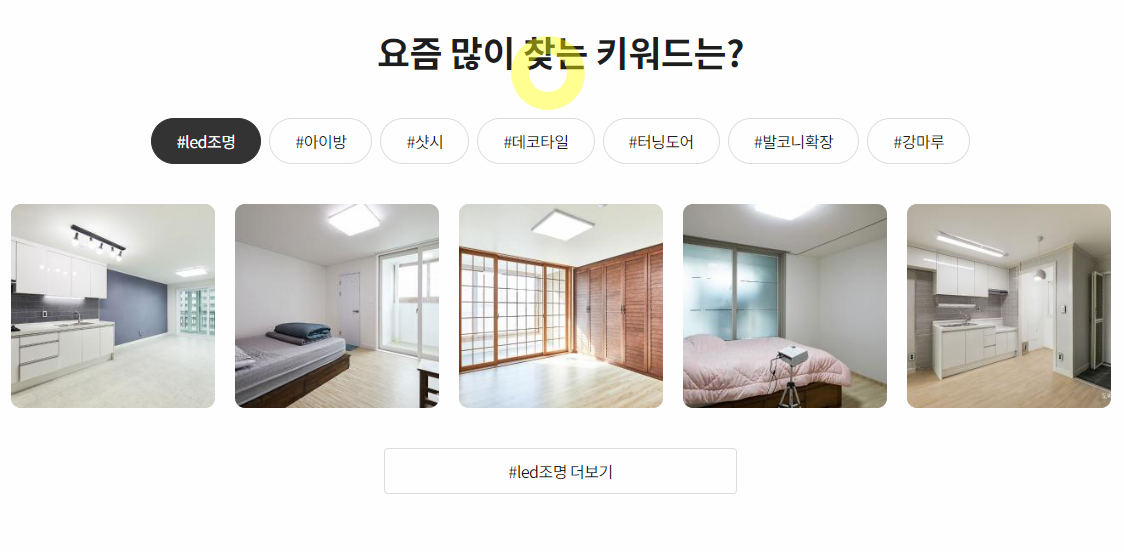 요즘 많이 찾는 키워드는?
#led조명 #아이방 #샷시 #데코타일 #터닝도어 #발코니확장 #강마루
#led조명 더보기